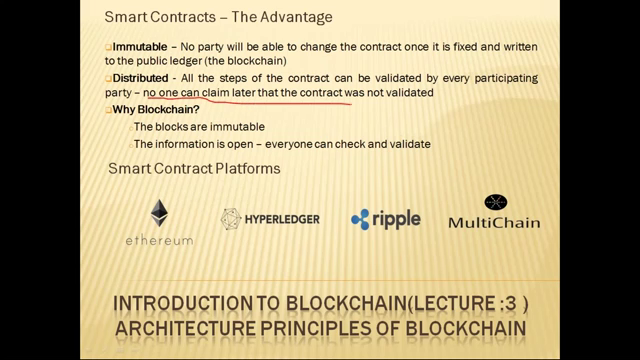 Smart Contracts – The Advantage
Immutable – No party will be able to change the contract once it is fixed and written
to the public ledger (the blockchain)
Distributed - All the steps of the contract can be validated by every participating
party – no one can claim later that the contract was not validated
Why Blockchain?
The blocks are immutable
The information is open – everyone can check and validate
Smart Contract Platforms
ethereum
HYPERLEDGER
ripple
MultiChain
INTRODUCTION TO BLOCKCHAIN(LECTURE :3 )
ARCHITECTURE PRINCIPLES OF BLOCKCHAIN